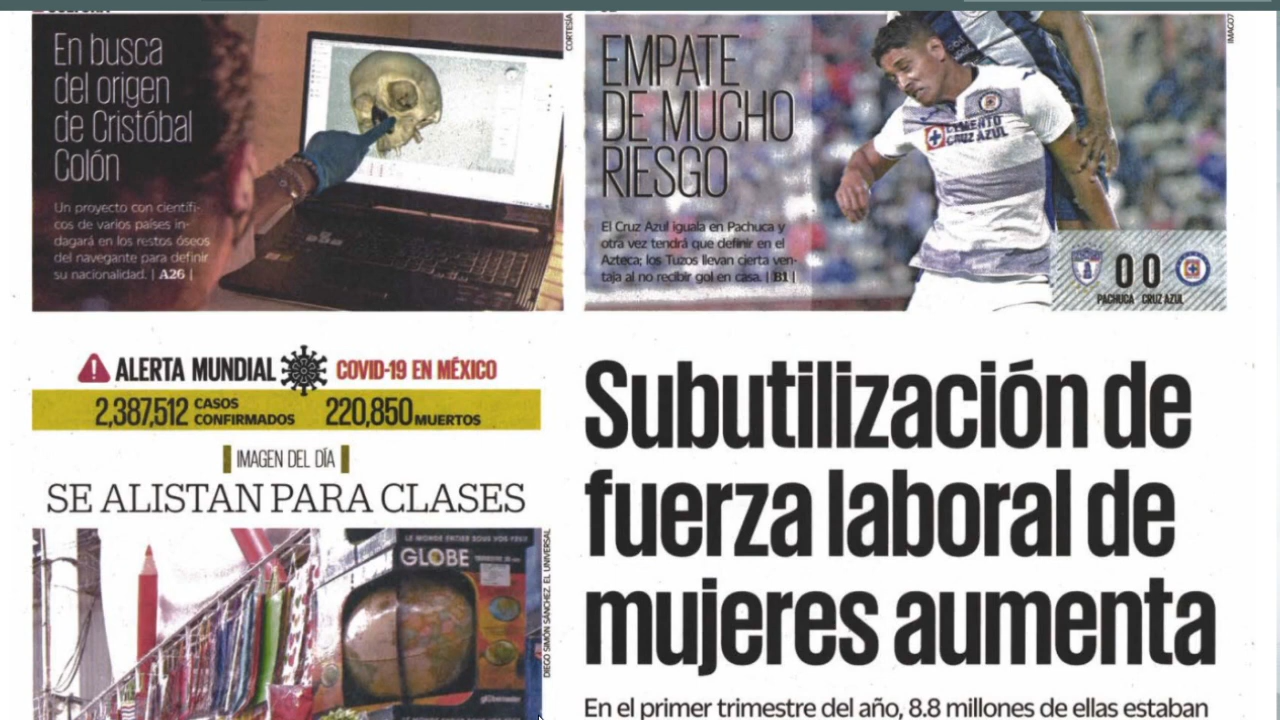 En busca
del origen
de Cristóbal
Colón
Un proyecto con científi-
cos de varios países in-
dagará en los restos óseos
del navegante para definir
su nacionalidad. | A26 |
CORTESÍA
EMPATE
DE MUCHO
RIESGO
El Cruz Azul iguala en Pachuca y
otra vez tendrá que definir en el
Azteca; los Tuzos llevan cierta ven-
taja al no recibir gol en casa. | B1 |
CEMENTO
CRUZ AZUL
0 0
PACHUCA CRUZ AZUL
IMAGO7
ALERTA MUNDIAL COVID-19 EN MÉXICO
2,387,512 CASOS
CONFIRMADOS
220,850 MUERTOS
IMAGEN DEL DÍA
SE ALISTAN PARA CLASES
LE MONDE ENTIER SOUS VOS YEUX
GLOBE
DIEGO SIMÓN SÁNCHEZ. EL UNIVERSAL
Subutilización de
fuerza laboral de
mujeres aumenta
En el primer trimestre del año, 8.8 millones de ellas estaban